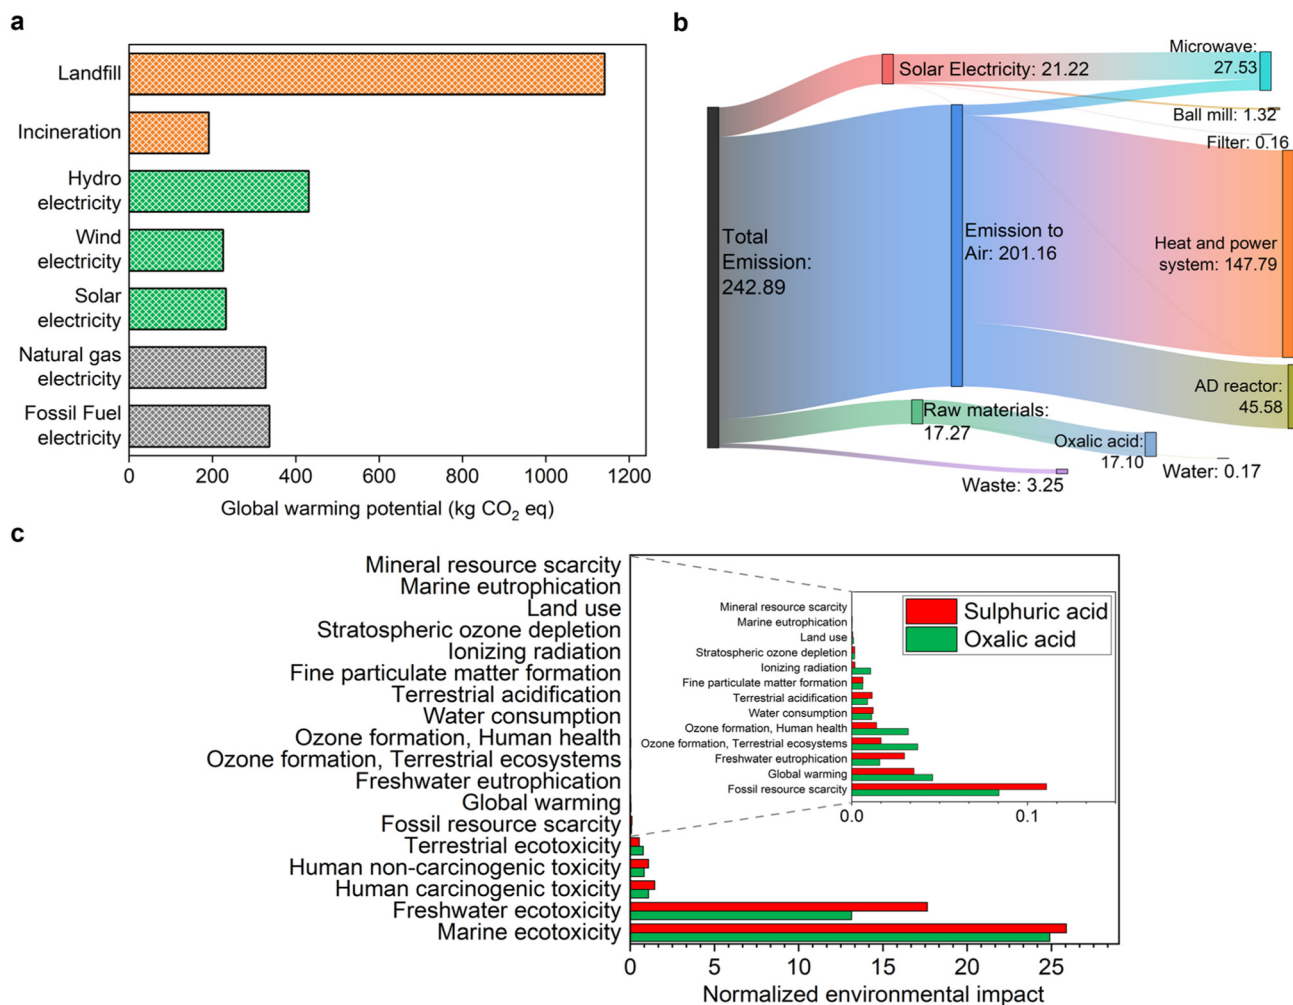 a
Landfill
Incineration
Hydro
electricity
Wind
electricity
Solar
electricity
Natural gas
electricity
Fossil Fuel
electricity
0 200 400 600 800 1000 1200
Global warming potential (kg CO₂ eq)
b
Total
Emission:
242.89
Solar Electricity: 21.22
Emission to
Air: 201.16
Raw materials:
17.27
Waste: 3.25
Oxalic acid:
17.10
Water: 0.17
Microwave:
27.53
Ball mill: 1.32
Filter: 0.16
Heat and power
system: 147.79
AD reactor:
45.58
c
Mineral resource scarcity
Marine eutrophication
Land use
Stratospheric ozone depletion
Ionizing radiation
Fine particulate matter formation
Terrestrial acidification
Water consumption
Ozone formation, Human health
Ozone formation, Terrestrial ecosystems
Freshwater eutrophication
Global warming
Fossil resource scarcity
Terrestrial ecotoxicity
Human non-carcinogenic toxicity
Human carcinogenic toxicity
Freshwater ecotoxicity
Marine ecotoxicity
0 5 10 15 20 25
Normalized environmental impact
Mineral resource scarcity
Marine eutrophication
Land use
Stratospheric ozone depletion
Ionizing radiation
Fine particulate matter formation
Terrestrial acidification
Water consumption
Ozone formation, Human health
Ozone formation, Terrestrial ecosystems
Freshwater eutrophication
Global warming
Fossil resource scarcity
0.0 0.1
Sulphuric acid
Oxalic acid